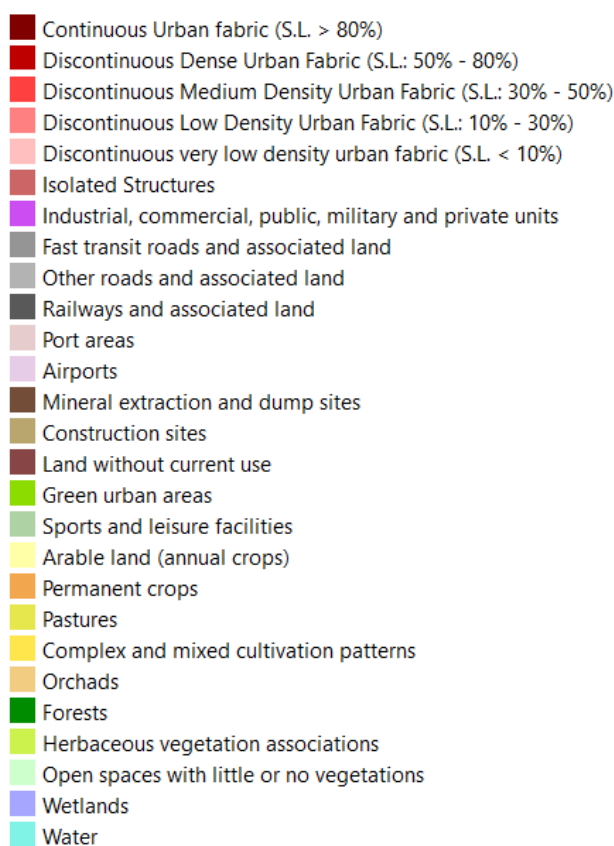 Continuous Urban fabric (S.L. > 80%)
Discontinuous Dense Urban Fabric (S.L.: 50% - 80%)
Discontinuous Medium Density Urban Fabric (S.L.: 30% - 50%)
Discontinuous Low Density Urban Fabric (S.L.: 10% - 30%)
Discontinuous very low density urban fabric (S.L. < 10%)
Isolated Structures
Industrial, commercial, public, military and private units
Fast transit roads and associated land
Other roads and associated land
Railways and associated land
Port areas
Airports
Mineral extraction and dump sites
Construction sites
Land without current use
Green urban areas
Sports and leisure facilities
Arable land (annual crops)
Permanent crops
Pastures
Complex and mixed cultivation patterns
Orchads
Forests
Herbaceous vegetation associations
Open spaces with little or no vegetations
Wetlands
Water